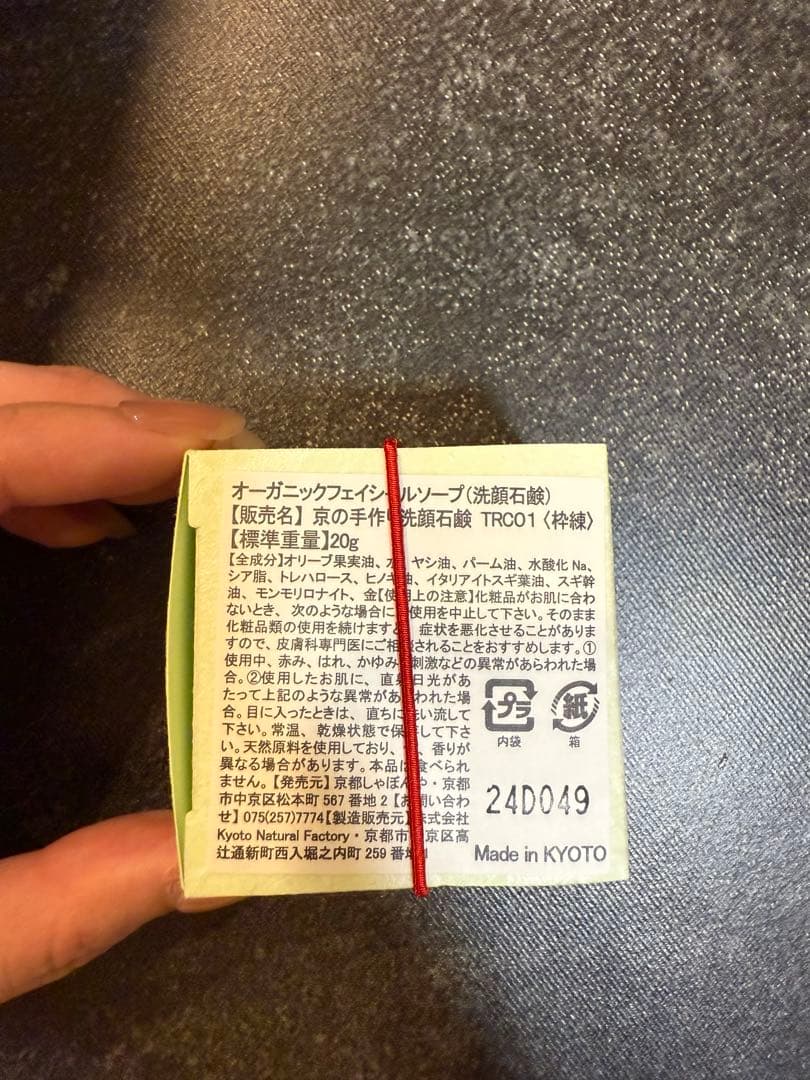 オーガニックフェイシャルソープ(洗顔石鹸)
【販売名】京の手作り洗顔石鹸 TRC01〈枠練〉
【標準重量】20g
【全成分】オリーブ果実油、水、ヤシ油、パーム油、水酸化Na、
シア脂、トレハロース、ヒノキ油、イタリアイトスギ葉油、スギ幹
油、モンモリロナイト、金【使用上の注意】化粧品がお肌に合わ
ないとき、次のような場合には使用を中止して下さい。そのまま
化粧品類の使用を続けますと、症状を悪化させることがありま
すので、皮膚科専門医にご相談されることをおすすめします。①
使用中、赤み、はれ、かゆみ、刺激などの異常があらわれた場
合。②使用したお肌に、直射日光があ
たって上記のような異常があらわれた場
合。目に入ったときは、直ちに洗い流して
下さい。常温、乾燥状態で保存して下さ
い。天然原料を使用しており、香りが
異なる場合があります。本品は食べられ
ません。【発売元】京都しゃぼんや・京都
市中京区松本町567番地2【お問い合わ
せ】075(257)7774【製造販売元】株式会社
Kyoto Natural Factory・京都市中京区高
辻通新町西入堀之内町259番地1
プラ
内袋
紙
箱
24D049
Made in KYOTO